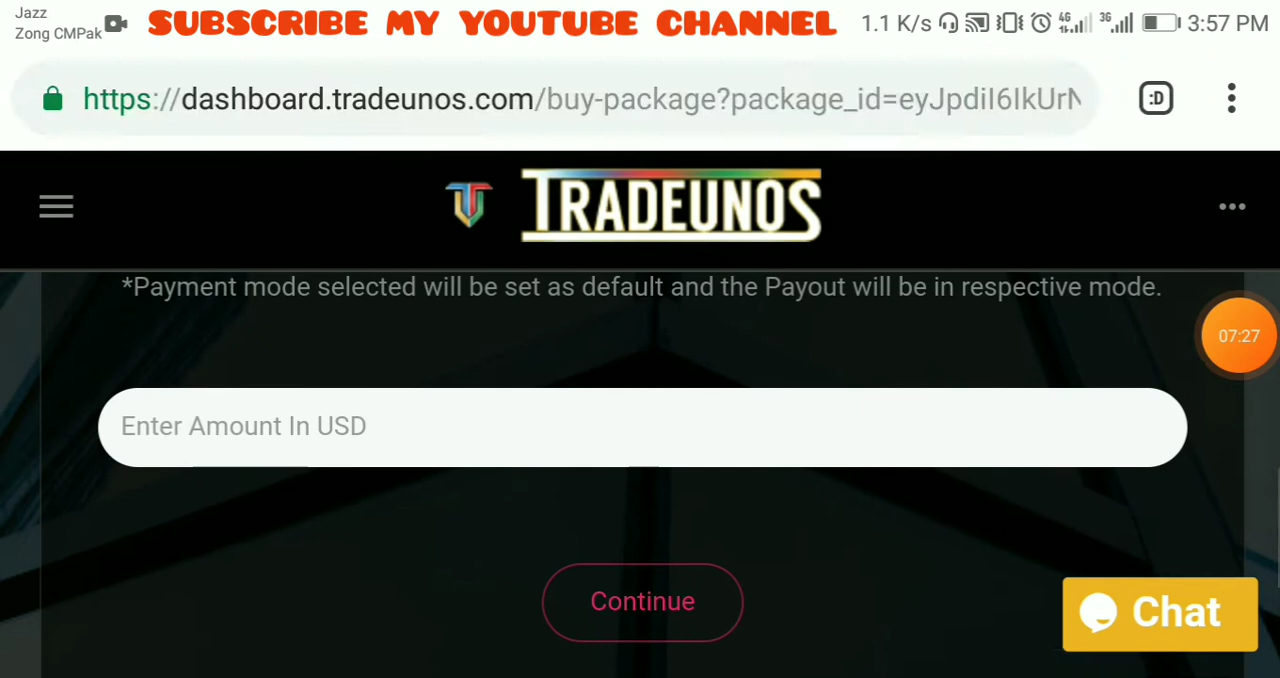 Jazz
Zong CMPak
SUBSCRIBE MY YOUTUBE CHANNEL
1.1 K/s 4G 3G 3:57 PM
https://dashboard.tradeunos.com/buy-package?package_id=eyJpdiI6IkUrN
:D
TRADEUNOS
*Payment mode selected will be set as default and the Payout will be in respective mode.
07:27
Enter Amount In USD
Continue
Chat